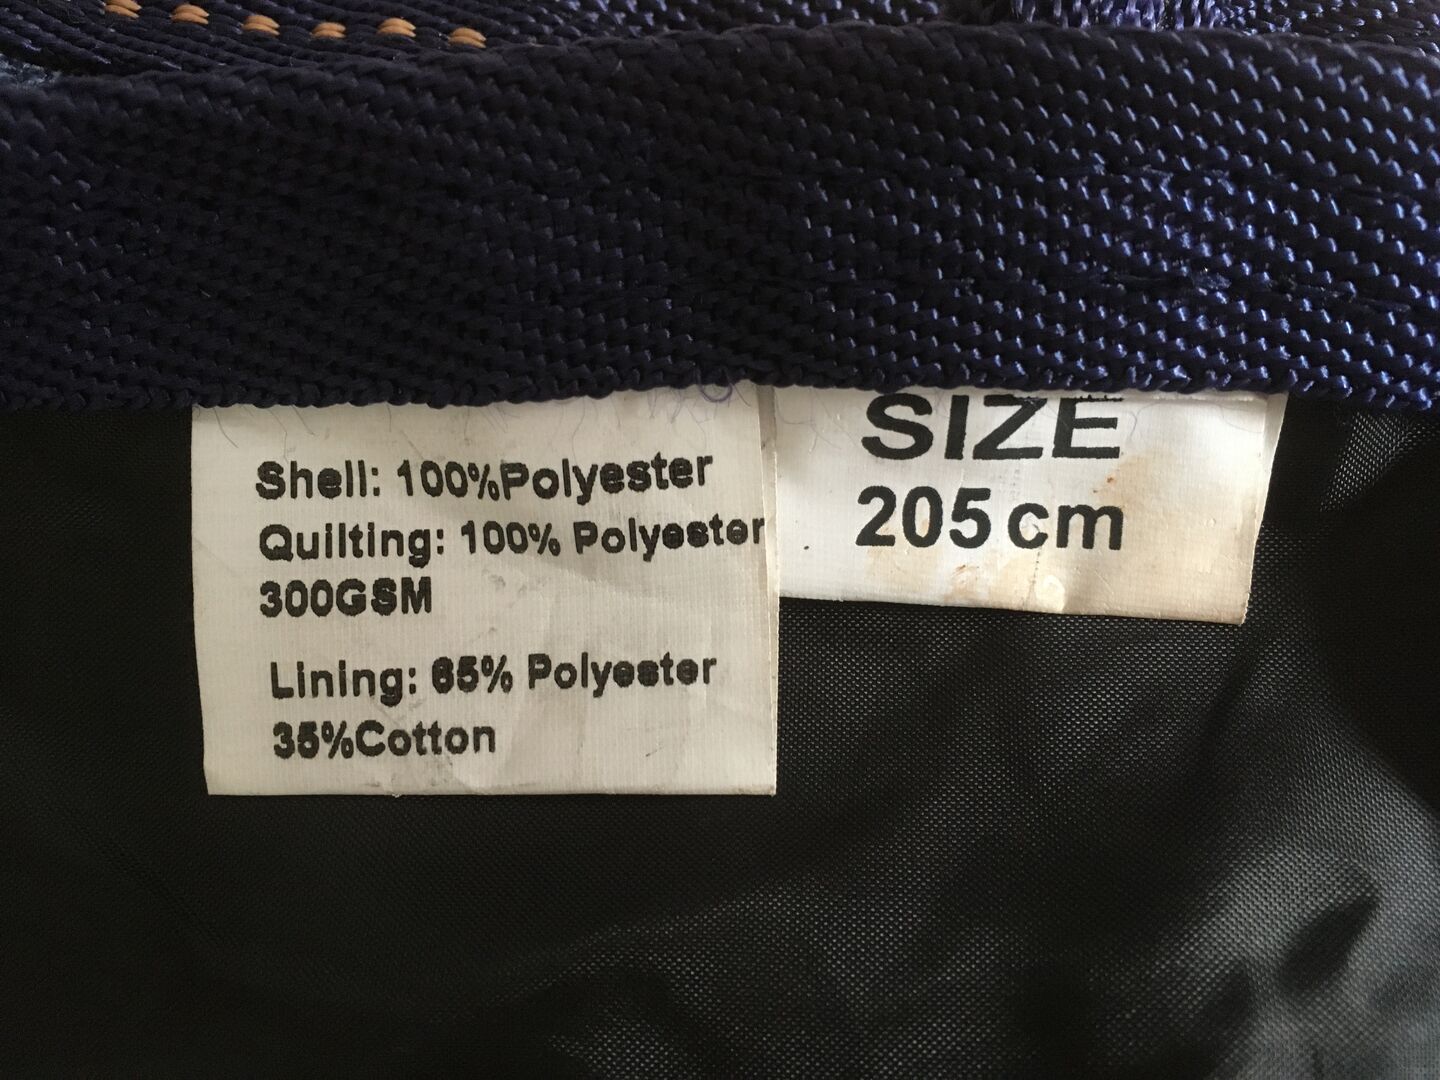 Shell: 100%Polyester
Quilting: 100% Polyester
300GSM
Lining: 65% Polyester
35%Cotton
SIZE
205cm